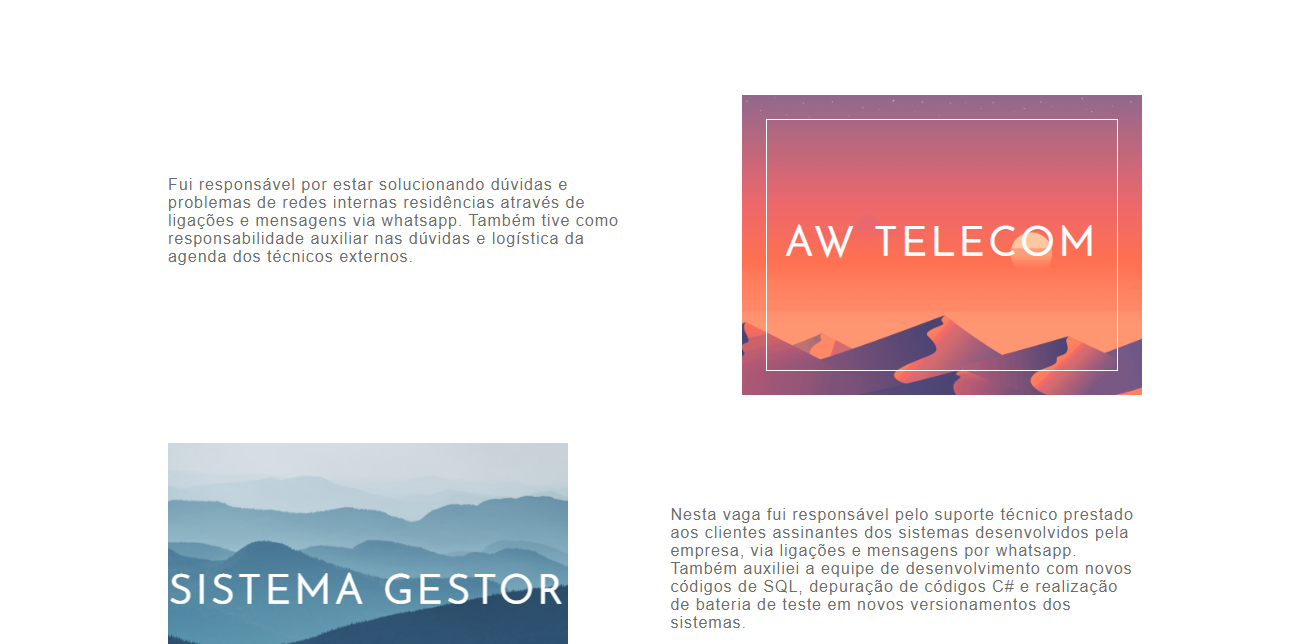 Fui responsável por estar solucionando dúvidas e
problemas de redes internas residências através de
ligações e mensagens via whatsapp. Também tive como
responsabilidade auxiliar nas dúvidas e logística da
agenda dos técnicos externos.
AW TELECOM
SISTEMA GESTOR
Nesta vaga fui responsável pelo suporte técnico prestado
aos clientes assinantes dos sistemas desenvolvidos pela
empresa, via ligações e mensagens por whatsapp.
Também auxiliei a equipe de desenvolvimento com novos
códigos de SQL, depuração de códigos C# e realização
de bateria de teste em novos versionamentos dos
sistemas.